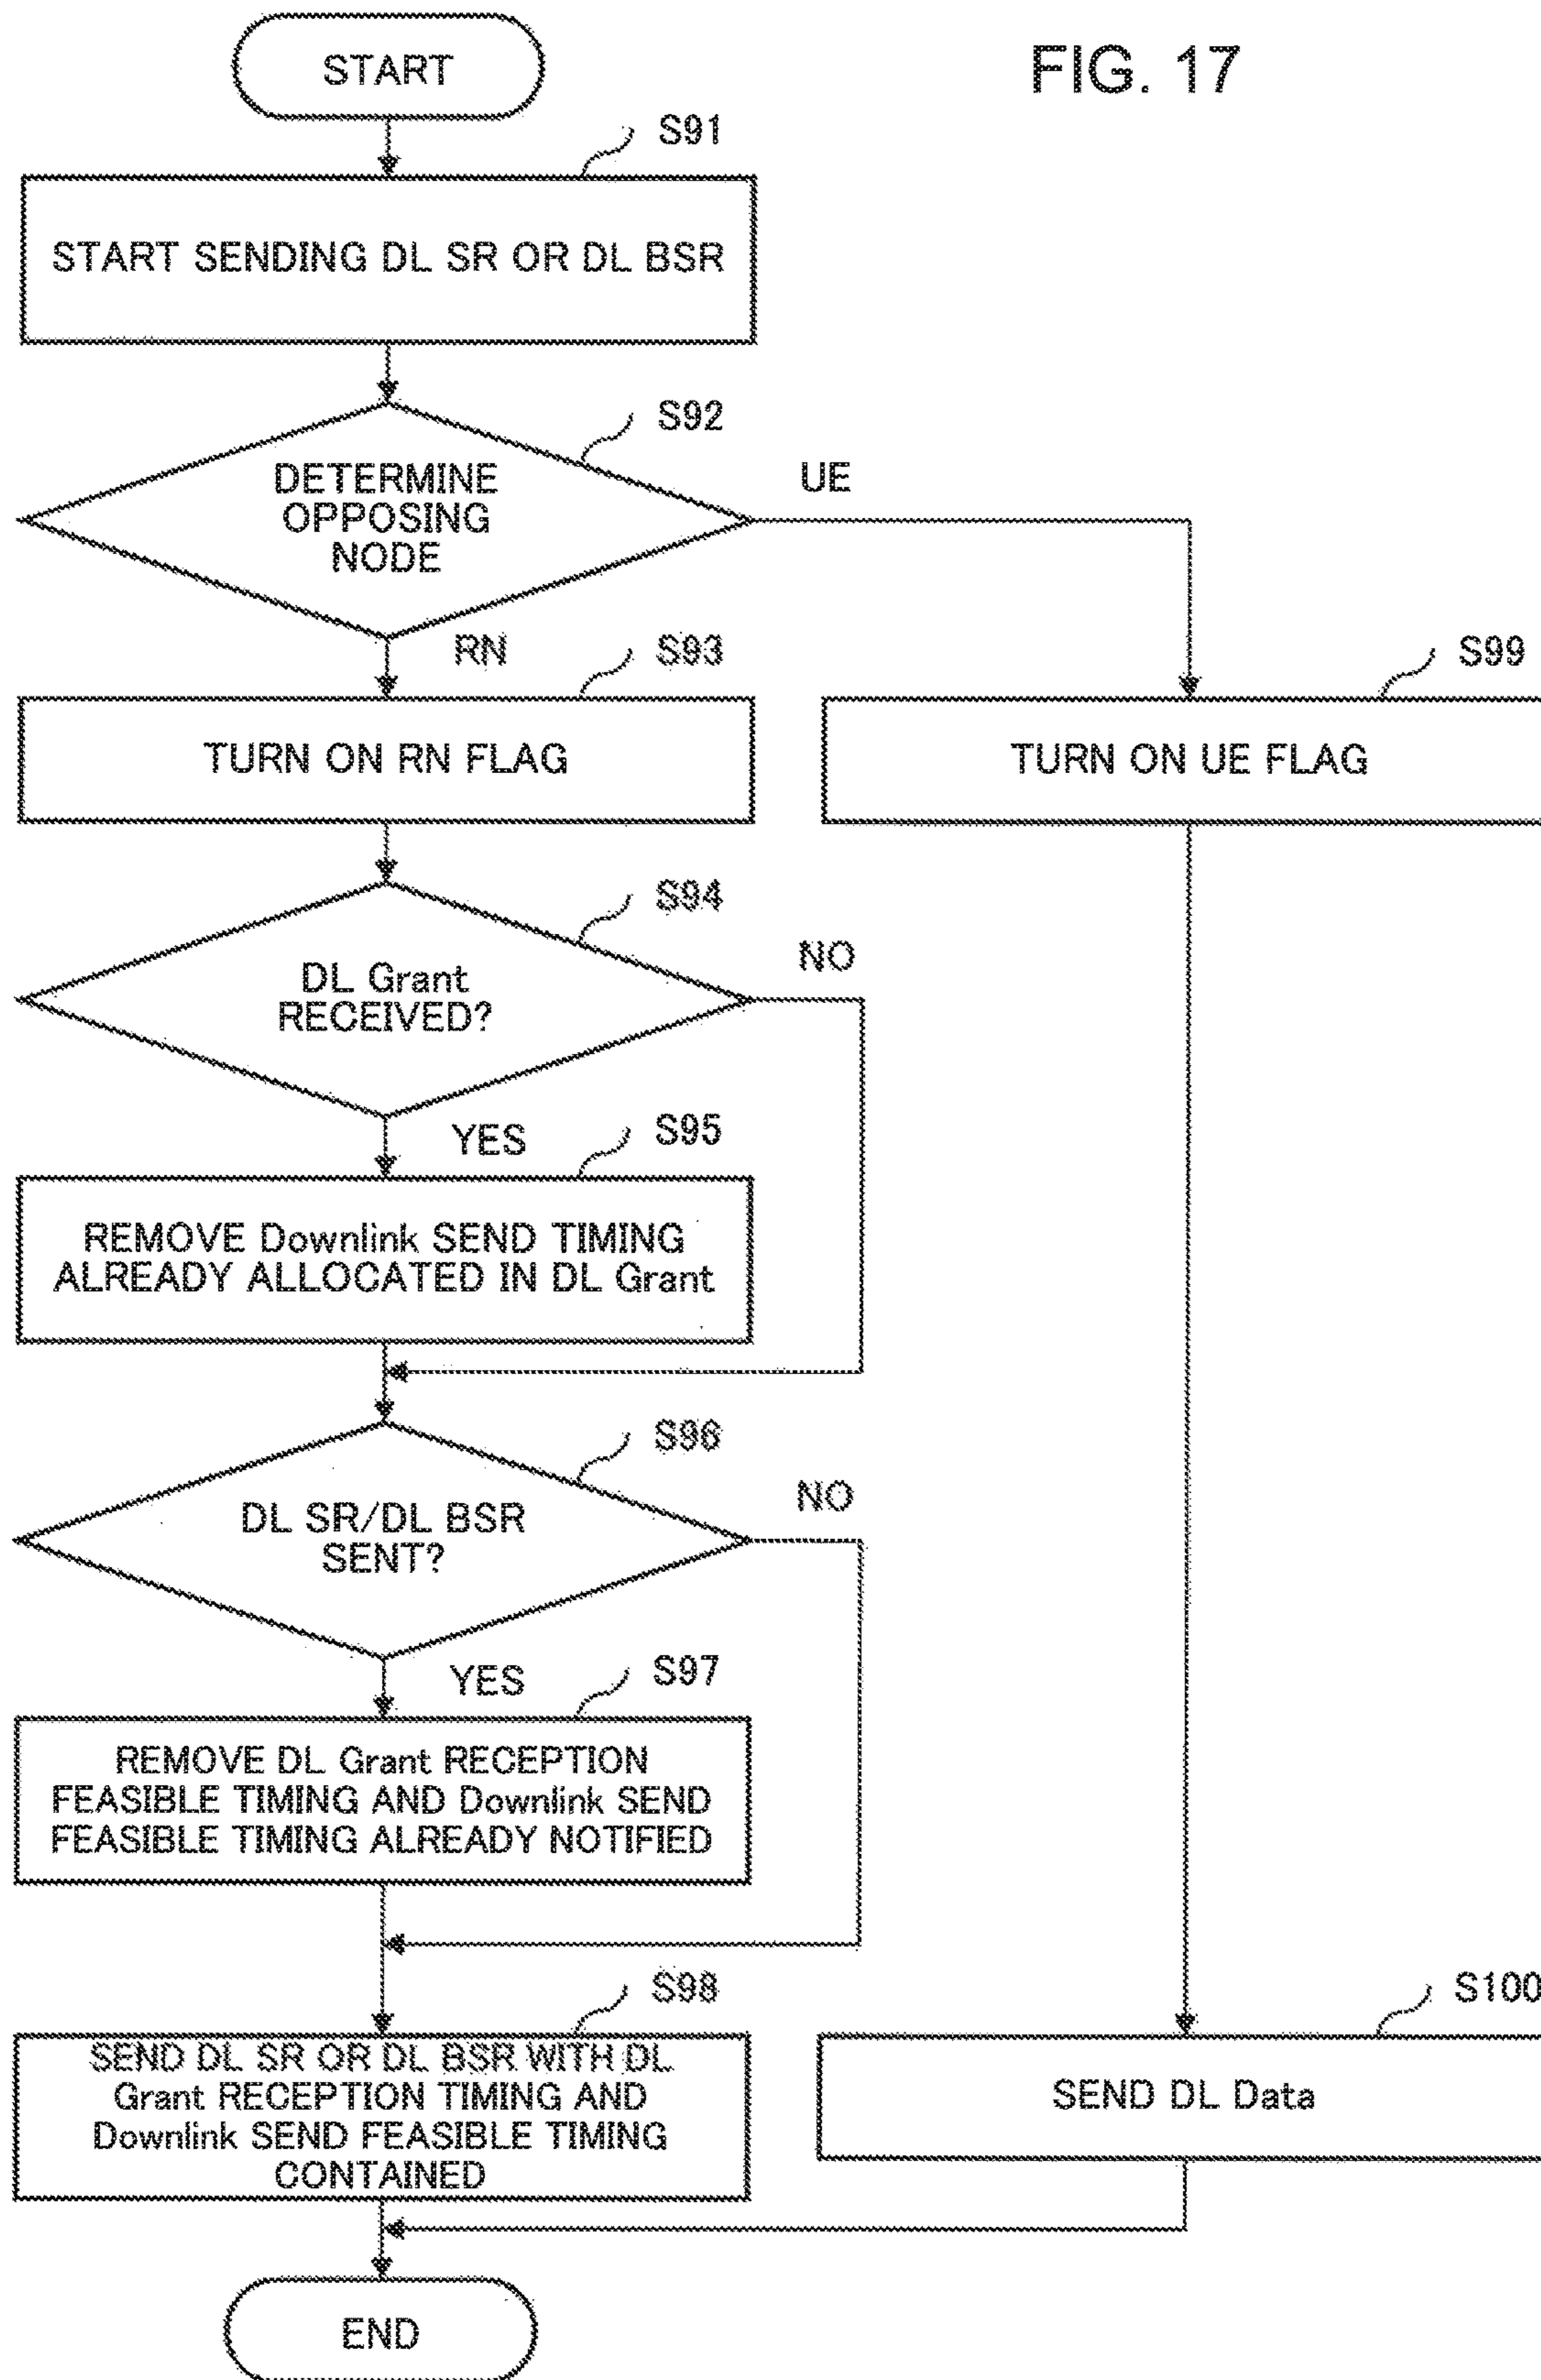 FIG. 17
START
S91
START SENDING DL SR OR DL BSR
S92
DETERMINE
OPPOSING
NODE
UE
RN
S93
TURN ON RN FLAG
S99
TURN ON UE FLAG
S94
DL Grant
RECEIVED?
NO
YES
S95
REMOVE Downlink SEND TIMING
ALREADY ALLOCATED IN DL Grant
S96
DL SR/DL BSR
SENT?
NO
YES
S97
REMOVE DL Grant RECEPTION
FEASIBLE TIMING AND Downlink SEND
FEASIBLE TIMING ALREADY NOTIFIED
S98
SEND DL SR OR DL BSR WITH DL
Grant RECEPTION TIMING AND
Downlink SEND FEASIBLE TIMING
CONTAINED
S100
SEND DL Data
END